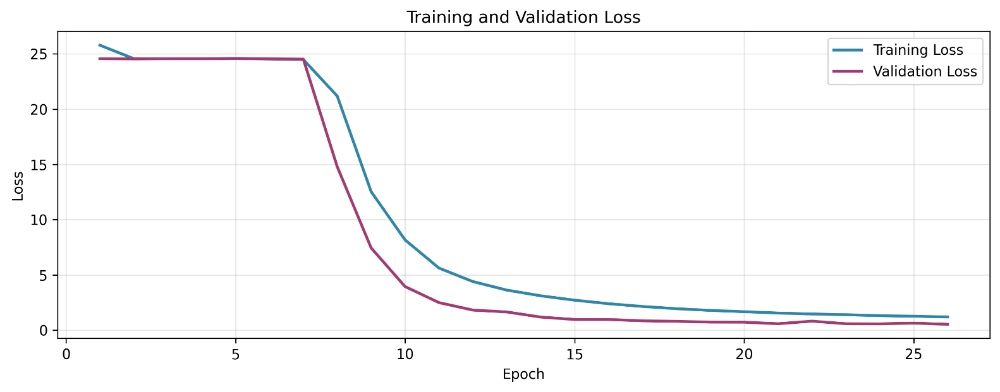 Training and Validation Loss
Training Loss
Validation Loss
25
20
15
10
5
0
Loss
0 5 10 15 20 25
Epoch